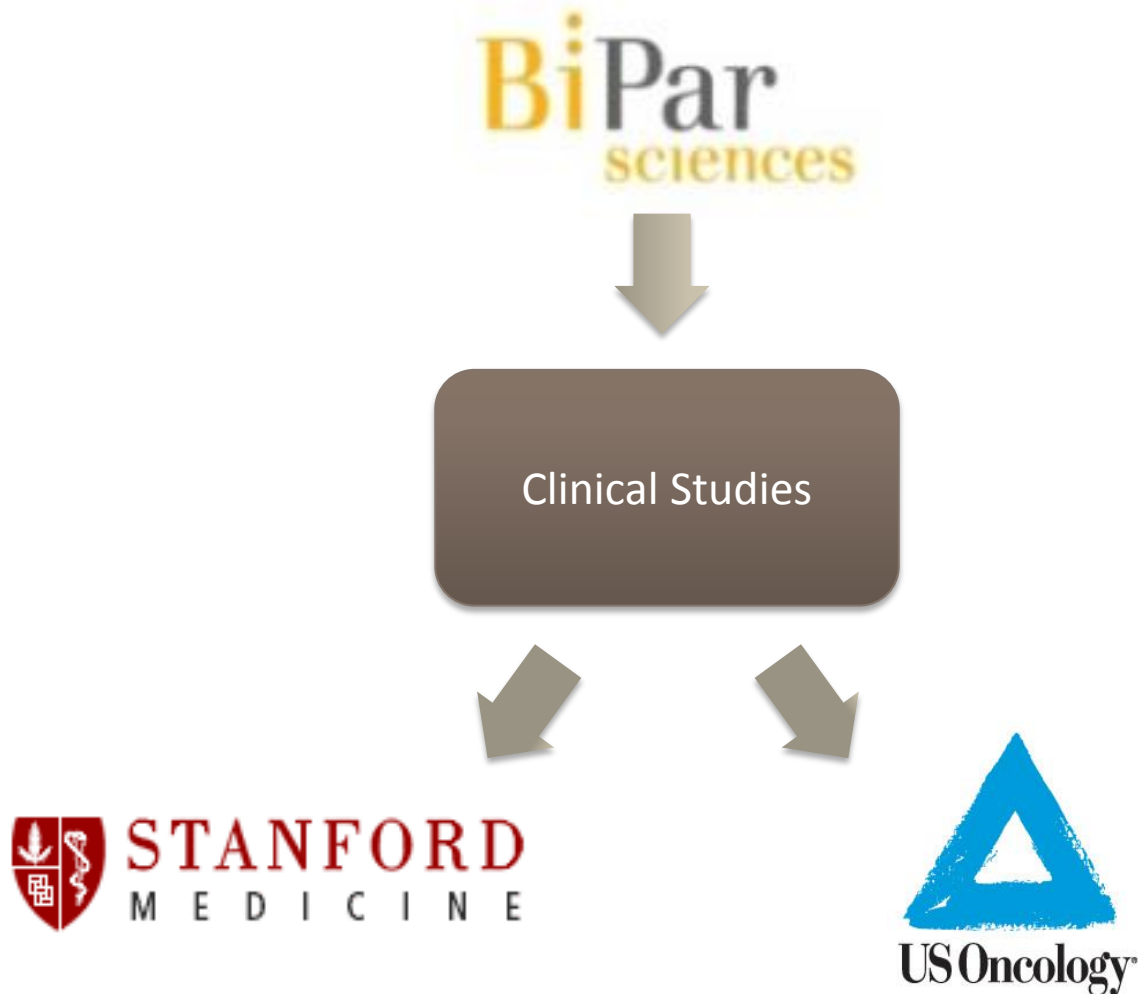 BiPar
sciences
Clinical Studies
STANFORD
MEDICINE
US Oncology